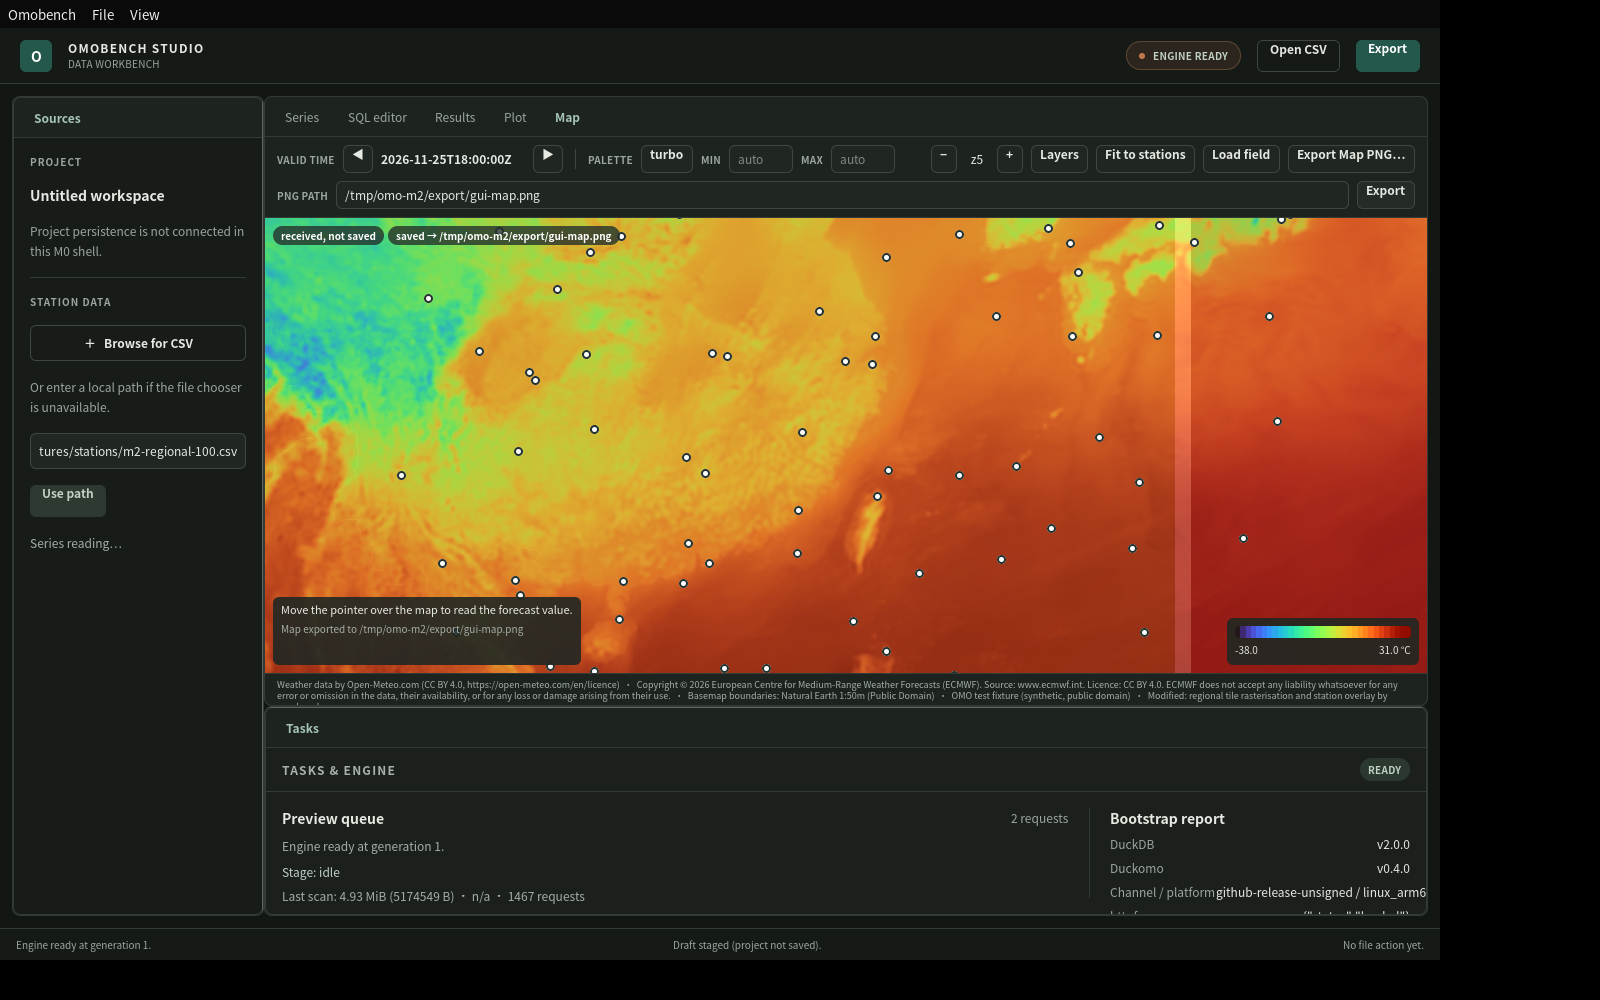 Omobench File View
O
OMOBENCH STUDIO
DATA WORKBENCH
ENGINE READY
Open CSV
Export
Sources
PROJECT
Untitled workspace
Project persistence is not connected in
this M0 shell.
STATION DATA
+ Browse for CSV
Or enter a local path if the file chooser
is unavailable.
tures/stations/m2-regional-100.csv
Use path
Series reading…
Series SQL editor Results Plot Map
VALID TIME ◀ 2026-11-25T18:00:00Z ▶ PALETTE turbo MIN auto MAX auto − z5 + Layers Fit to stations Load field Export Map PNG…
PNG PATH /tmp/omo-m2/export/gui-map.png Export
received, not saved saved → /tmp/omo-m2/export/gui-map.png
Move the pointer over the map to read the forecast value.
Map exported to /tmp/omo-m2/export/gui-map.png
-38.0 31.0 °C
Weather data by Open-Meteo.com (CC BY 4.0, https://open-meteo.com/en/licence) • Copyright © 2026 European Centre for Medium-Range Weather Forecasts (ECMWF). Source: www.ecmwf.int. Licence: CC BY 4.0. ECMWF does not accept any liability whatsoever for any
error or omission in the data, their availability, or for any loss or damage arising from their use. • Basemap boundaries: Natural Earth 1:50m (Public Domain) • OMO test fixture (synthetic, public domain) • Modified: regional tile rasterisation and station overlay by
Tasks
TASKS & ENGINE
READY
Preview queue
2 requests
Engine ready at generation 1.
Stage: idle
Last scan: 4.93 MiB (5174549 B) • n/a • 1467 requests
Bootstrap report
DuckDB v2.0.0
Duckomo v0.4.0
Channel / platform github-release-unsigned / linux_arm6
Engine ready at generation 1.
Draft staged (project not saved).
No file action yet.